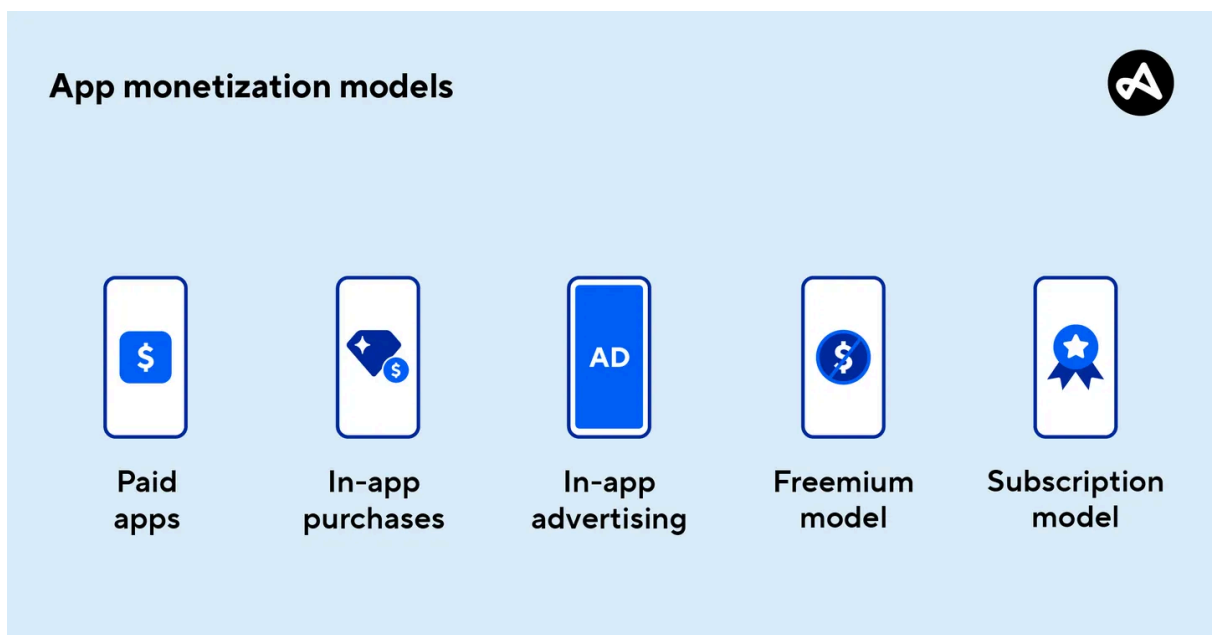 App monetization models
$
$
AD
$
Paid
apps
In-app
purchases
In-app
advertising
Freemium
model
Subscription
model